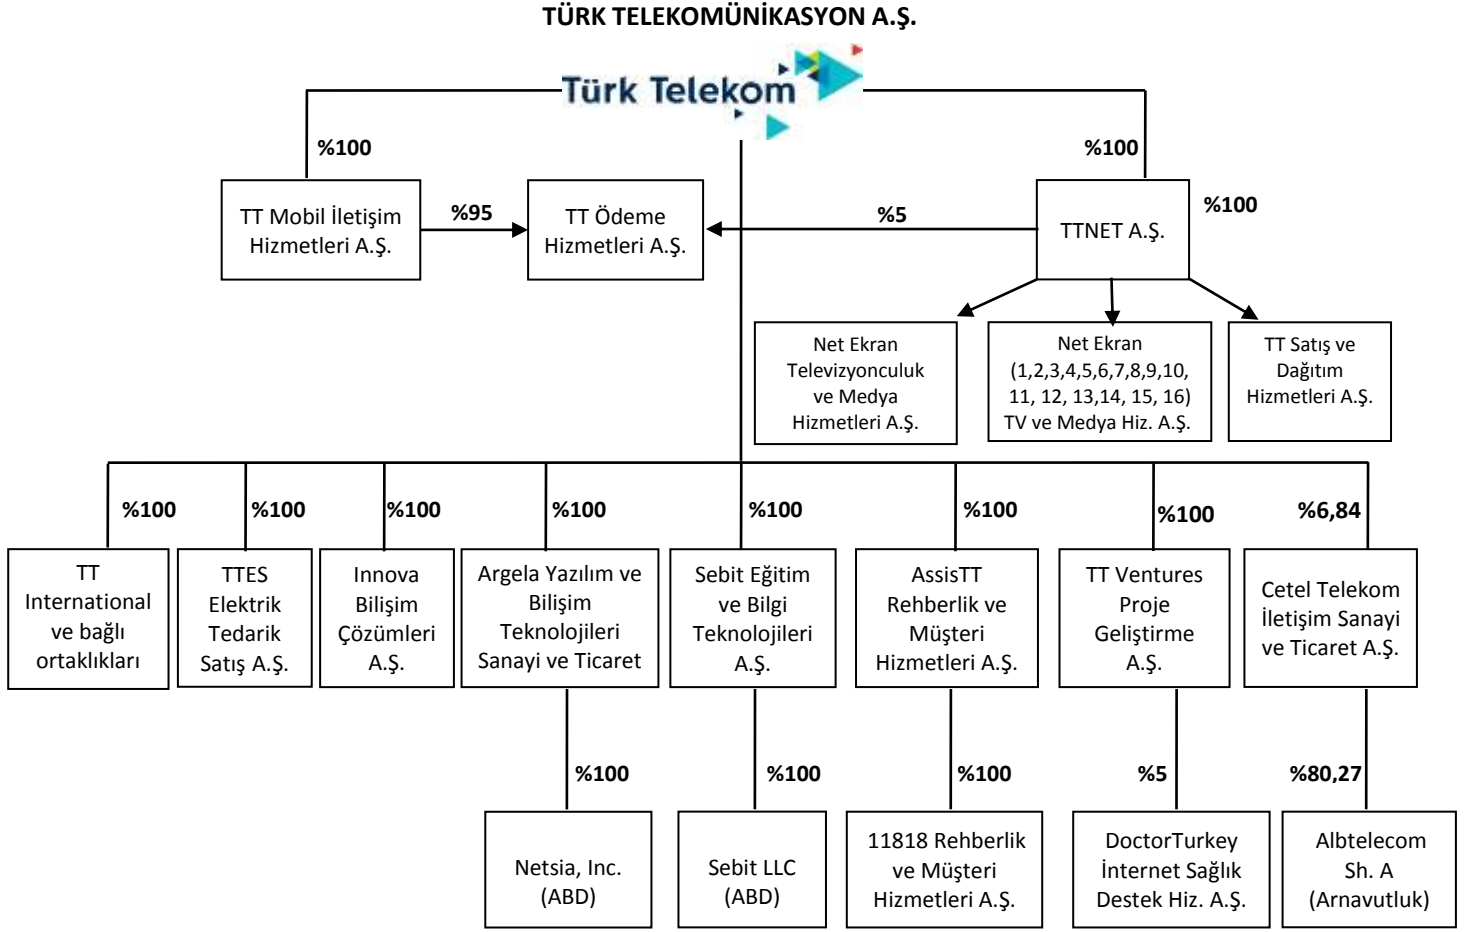 TÜRK TELEKOMÜNİKASYON A.Ş.
Türk Telekom
%100
%100
TT Mobil İletişim
Hizmetleri A.Ş.
%95
TT Ödeme
Hizmetleri A.Ş.
%5
TTNET A.Ş.
%100
Net Ekran
Televizyonculuk
ve Medya
Hizmetleri A.Ş.
Net Ekran
(1,2,3,4,5,6,7,8,9,10,
11, 12, 13,14, 15, 16)
TV ve Medya Hiz. A.Ş.
TT Satış ve
Dağıtım
Hizmetleri A.Ş.
%100
%100
%100
%100
%100
%100
%100
%6,84
TT
International
ve bağlı
ortaklıkları
TTES
Elektrik
Tedarik
Satış A.Ş.
Innova
Bilişim
Çözümleri
A.Ş.
Argela Yazılım ve
Bilişim
Teknolojileri
Sanayi ve Ticaret
Sebit Eğitim
ve Bilgi
Teknolojileri
A.Ş.
AssisTT
Rehberlik ve
Müşteri
Hizmetleri A.Ş.
TT Ventures
Proje
Geliştirme
A.Ş.
Cetel Telekom
İletişim Sanayi
ve Ticaret A.Ş.
%100
%100
%100
%5
%80,27
Netsia, Inc.
(ABD)
Sebit LLC
(ABD)
11818 Rehberlik
ve Müşteri
Hizmetleri A.Ş.
DoctorTurkey
İnternet Sağlık
Destek Hiz. A.Ş.
Albtelecom
Sh. A
(Arnavutluk)